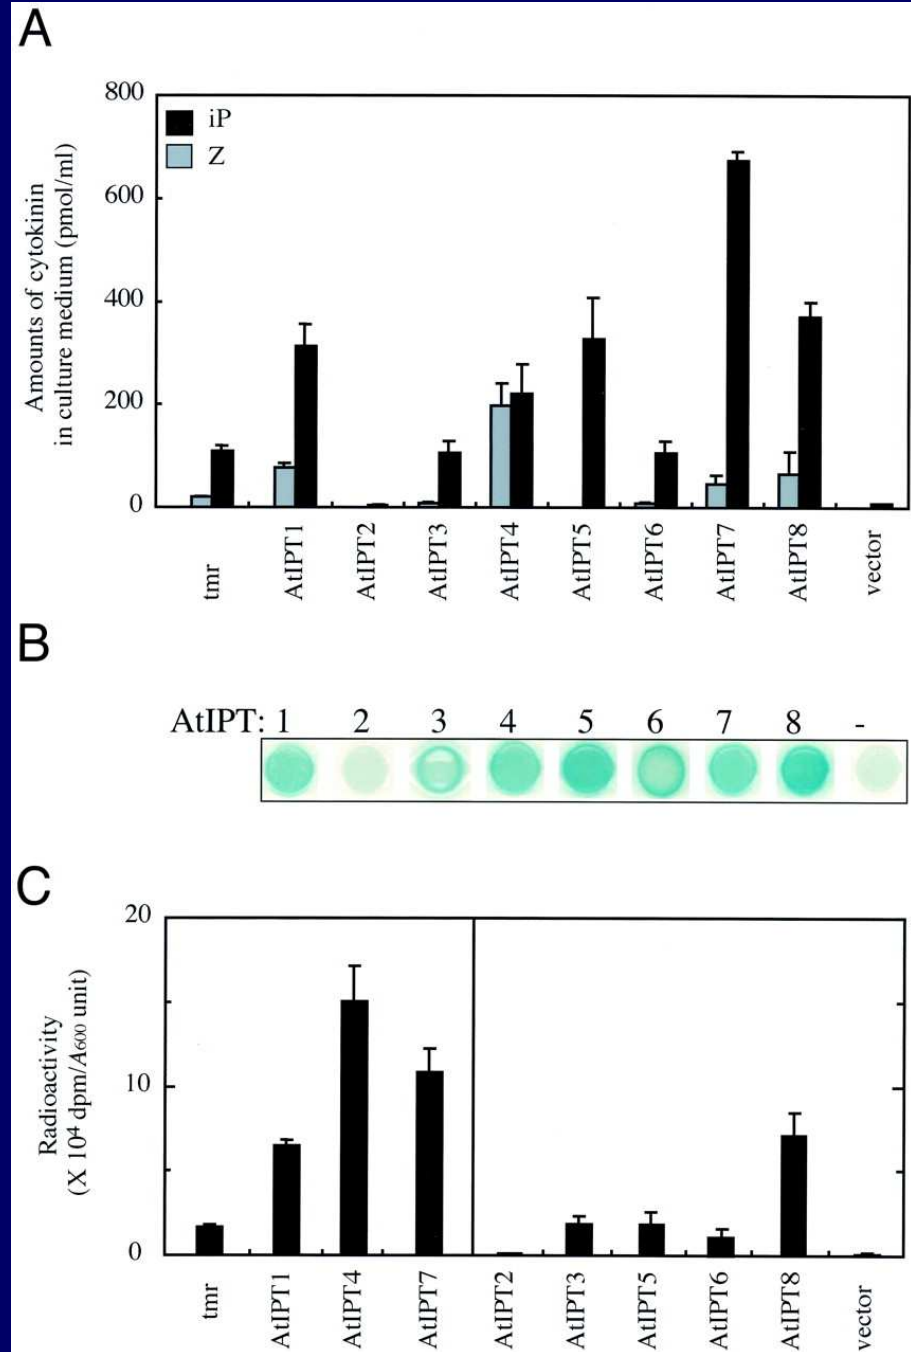 A
800
600
400
200
0
iP
Z
Amounts of cytokinin
in culture medium (pmol/ml)
tmr
AtIPT1
AtIPT2
AtIPT3
AtIPT4
AtIPT5
AtIPT6
AtIPT7
AtIPT8
vector
B
AtIPT: 1 2 3 4 5 6 7 8 -
C
20
10
0
Radioactivity
(X 10⁴ dpm/A₆₀₀ unit)
tmr
AtIPT1
AtIPT4
AtIPT7
AtIPT2
AtIPT3
AtIPT5
AtIPT6
AtIPT8
vector